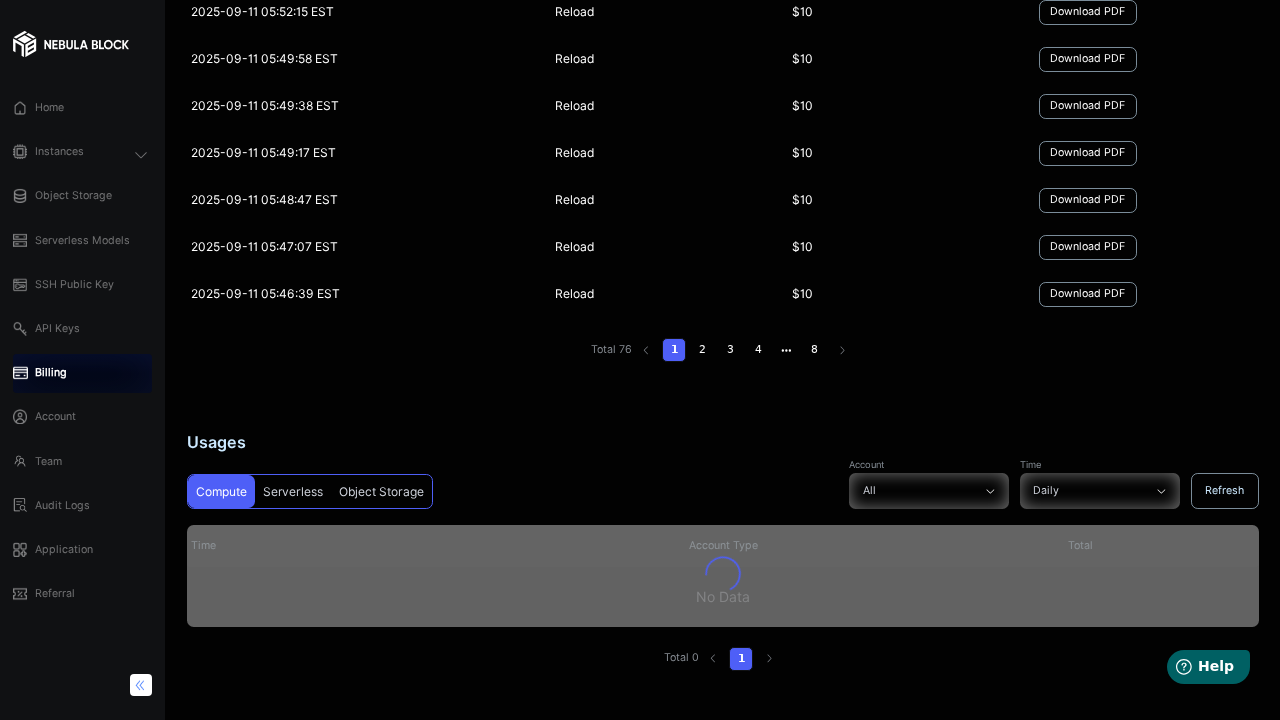 NEBULA BLOCK
Home
Instances
Object Storage
Serverless Models
SSH Public Key
API Keys
Billing
Account
Team
Audit Logs
Application
Referral
2025-09-11 05:52:15 EST Reload $10 Download PDF
2025-09-11 05:49:58 EST Reload $10 Download PDF
2025-09-11 05:49:38 EST Reload $10 Download PDF
2025-09-11 05:49:17 EST Reload $10 Download PDF
2025-09-11 05:48:47 EST Reload $10 Download PDF
2025-09-11 05:47:07 EST Reload $10 Download PDF
2025-09-11 05:46:39 EST Reload $10 Download PDF
Total 76 1 2 3 4 ••• 8
Usages
Account Time
Compute Serverless Object Storage All Daily Refresh
Time Account Type Total
No Data
Total 0 1
Help